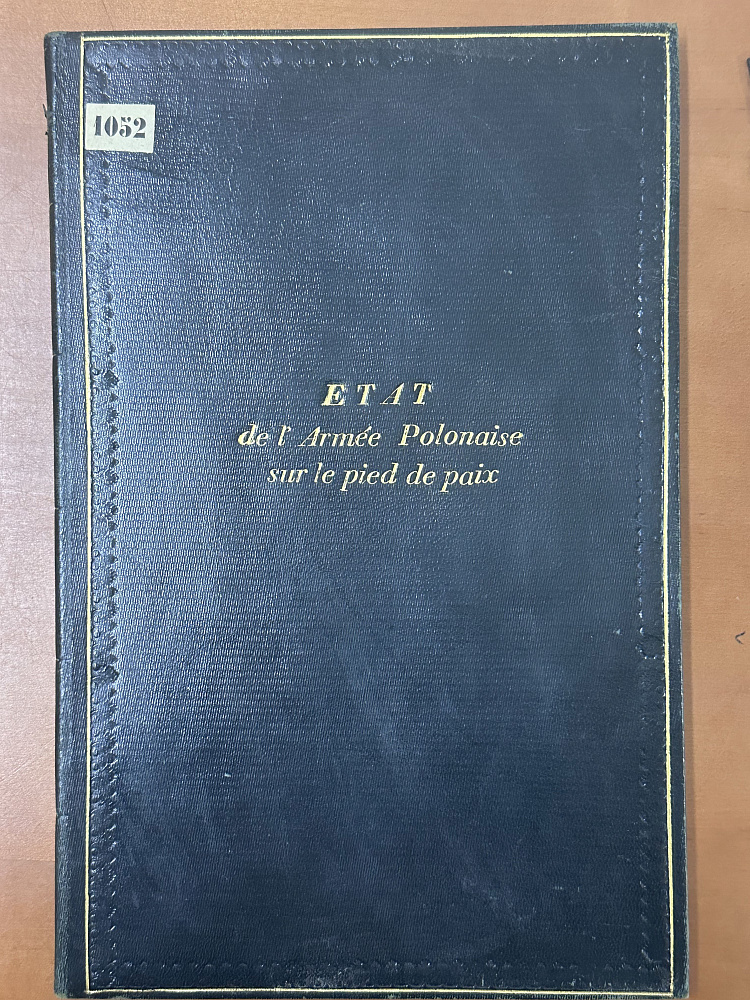 1052
ETAT
de l'Armée Polonaise
sur le pied de paix